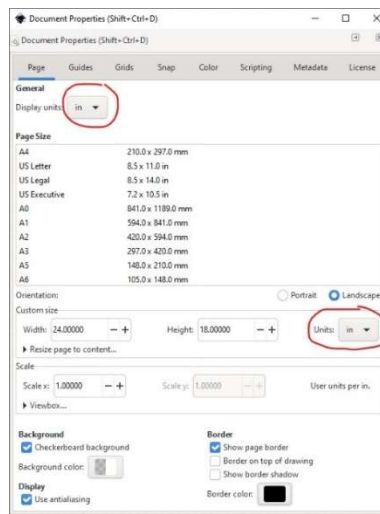 Document Properties (Shift+Ctrl+D)
Document Properties (Shift+Ctrl+D)
Page Guides Grids Snap Color Scripting Metadata License
General
Display units: in
Page Size
A4 210.0 x 297.0 mm
US Letter 8.5 x 11.0 in
US Legal 8.5 x 14.0 in
US Executive 7.2 x 10.5 in
A0 841.0 x 1189.0 mm
A1 594.0 x 841.0 mm
A2 420.0 x 594.0 mm
A3 297.0 x 420.0 mm
A5 148.0 x 210.0 mm
A6 105.0 x 148.0 mm
Orientation: Portrait Landscape
Custom size
Width: 24.00000 - + Height: 18.00000 - + Units: in
Resize page to content...
Scale
Scale x: 1.00000 - + Scale y: 1.00000 - + User units per in.
Viewbox...
Background Border
Checkerboard background Show page border
Background color: Border on top of drawing
Show border shadow
Display Border color:
Use antialiasing